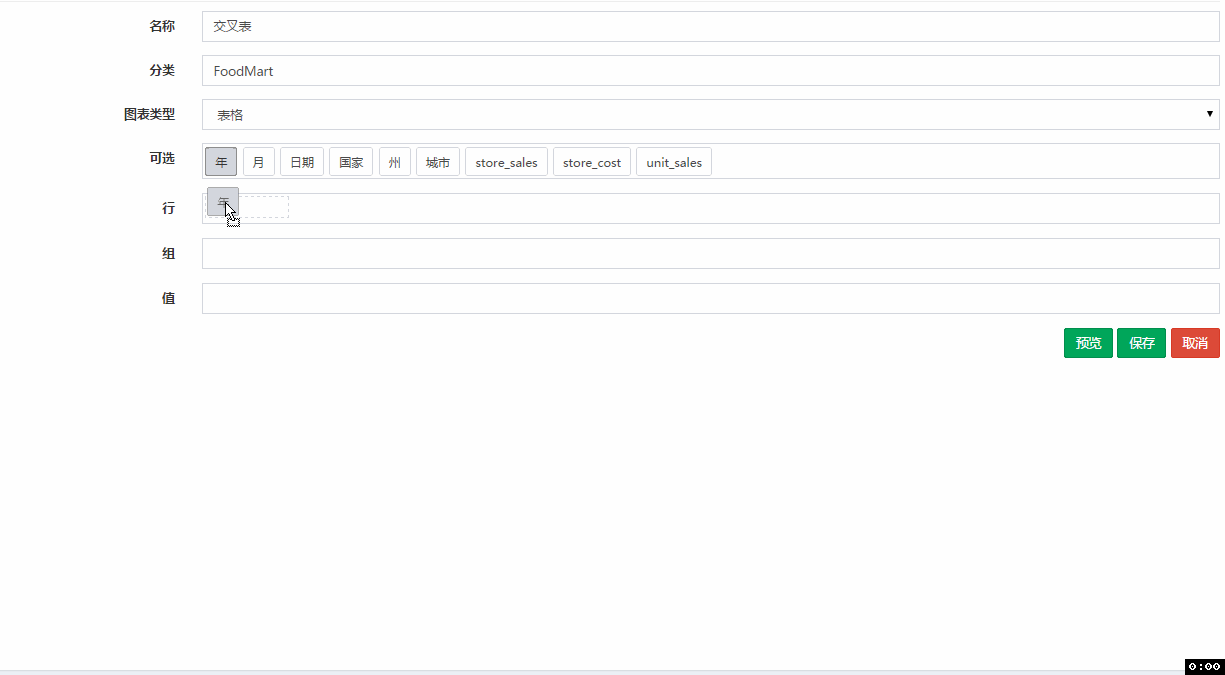 名称 交叉表
分类 FoodMart
图表类型 表格
可选 年 月 日期 国家 州 城市 store_sales store_cost unit_sales
行 年
组
值
预览 保存 取消
0:00